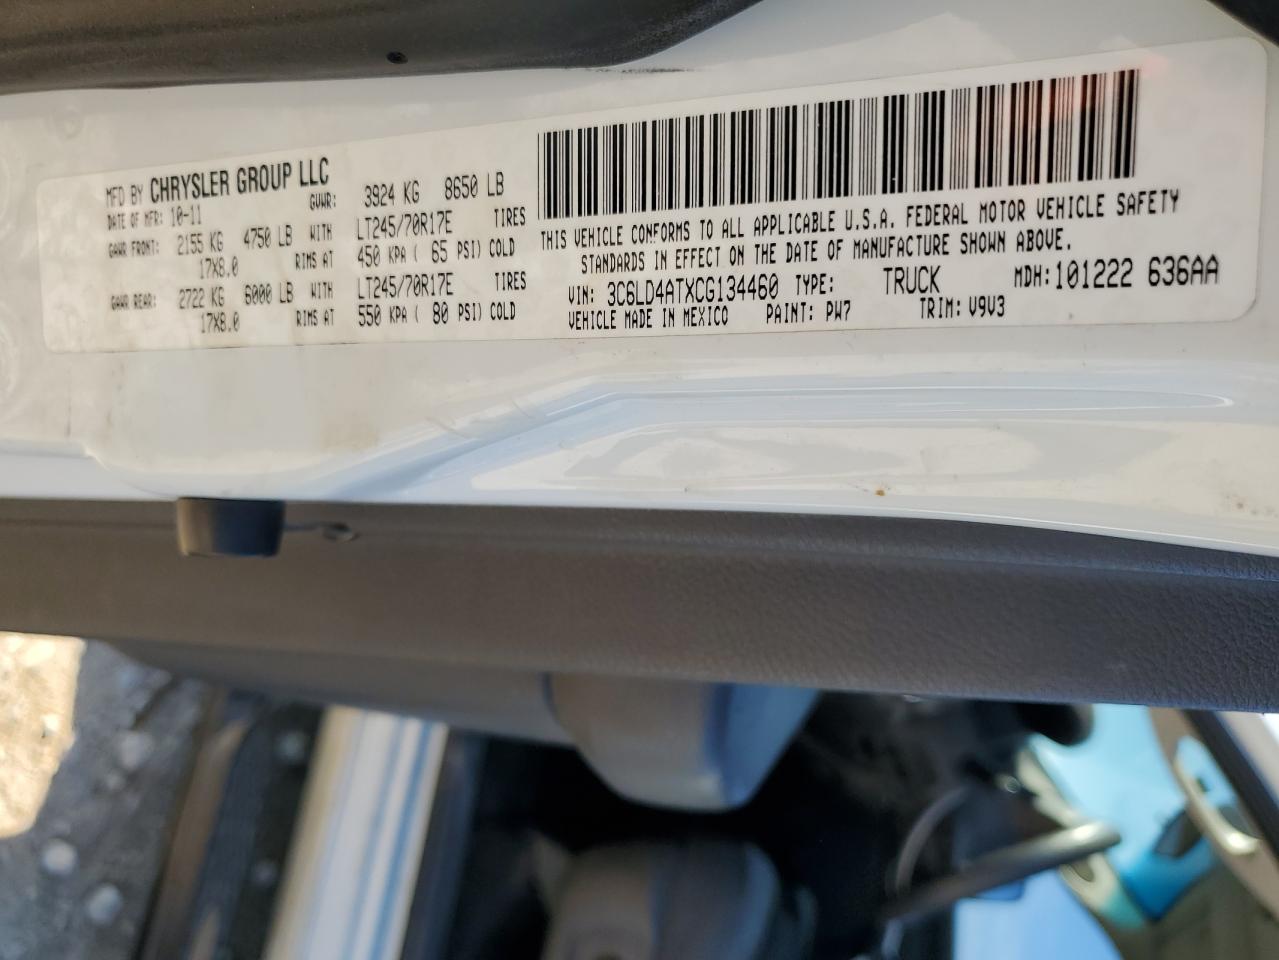 MFD BY CHRYSLER GROUP LLC
DATE OF MFR: 10-11 GVWR: 3924 KG 8650 LB
GAWR FRONT: 2155 KG 4750 LB WITH LT245/70R17E TIRES
17X8.0 RIMS AT 450 KPA ( 65 PSI) COLD
GAWR REAR: 2722 KG 6000 LB WITH LT245/70R17E TIRES
17X8.0 RIMS AT 550 KPA ( 80 PSI) COLD
THIS VEHICLE CONFORMS TO ALL APPLICABLE U.S.A. FEDERAL MOTOR VEHICLE SAFETY
STANDARDS IN EFFECT ON THE DATE OF MANUFACTURE SHOWN ABOVE.
VIN: 3C6LD4ATXCG134460 TYPE: TRUCK MDH:101222 636AA
VEHICLE MADE IN MEXICO PAINT: PW7 TRIM: V9V3